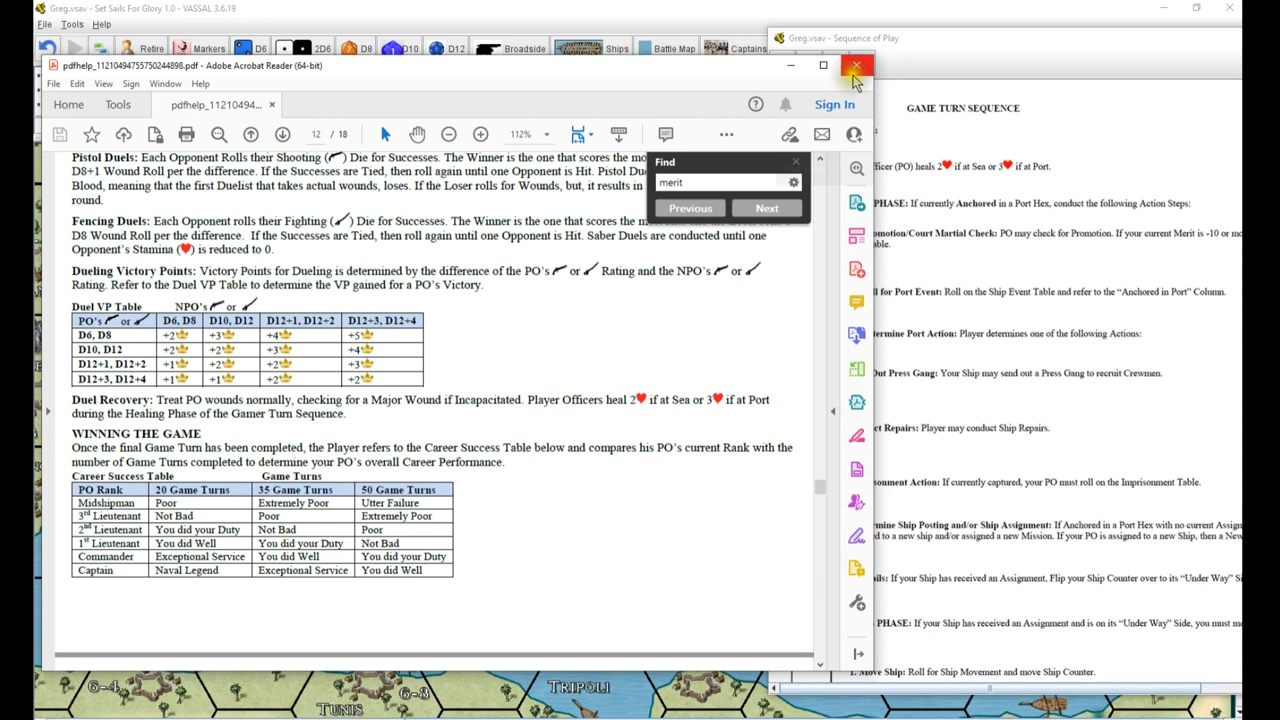 Greg.vsav - Set Sails For Glory 1.0 - VASSAL 3.6.19
File Tools Help
Retire Markers D6 2D6 D8 D10 D12 Broadside Ships Battle Map Captains
Greg.vsav - Sequence of Play
pdfhelp_11210494755750244898.pdf - Adobe Acrobat Reader (64-bit)
File Edit View Sign Window Help
Home Tools pdfhelp_11210494... × Sign In
12 / 18 112%
Find
merit
Previous Next
Pistol Duels: Each Opponent Rolls their Shooting ( ) Die for Successes. The Winner is the one that scores the mo
D8+1 Wound Roll per the difference. If the Successes are Tied, then roll again until one Opponent is Hit. Pistol Du
Blood, meaning that the first Duelist that takes actual wounds, loses. If the Loser rolls for Wounds, but, it results in
round.
Fencing Duels: Each Opponent rolls their Fighting ( ) Die for Successes. The Winner is the one that scores the m
D8 Wound Roll per the difference. If the Successes are Tied, then roll again until one Opponent is Hit. Saber Duels are conducted until one
Opponent's Stamina (♥) is reduced to 0.
Dueling Victory Points: Victory Points for Dueling is determined by the difference of the PO's or Rating and the NPO's or
Rating. Refer to the Duel VP Table to determine the VP gained for a PO's Victory.
Duel VP Table NPO's or
PO's or D6, D8 D10, D12 D12+1, D12+2 D12+3, D12+4
D6, D8 +2 +3 +4 +5
D10, D12 +2 +2 +3 +4
D12+1, D12+2 +1 +2 +2 +3
D12+3, D12+4 +1 +1 +2 +2
Duel Recovery: Treat PO wounds normally, checking for a Major Wound if Incapacitated. Player Officers heal 2♥ if at Sea or 3♥ if at Port
during the Healing Phase of the Gamer Turn Sequence.
WINNING THE GAME
Once the final Game Turn has been completed, the Player refers to the Career Success Table below and compares his PO's current Rank with the
number of Game Turns completed to determine your PO's overall Career Performance.
Career Success Table Game Turns
PO Rank 20 Game Turns 35 Game Turns 50 Game Turns
Midshipman Poor Extremely Poor Utter Failure
3rd Lieutenant Not Bad Poor Extremely Poor
2nd Lieutenant You did your Duty Not Bad Poor
1st Lieutenant You did Well You did your Duty Not Bad
Commander Exceptional Service You did Well You did your Duty
Captain Naval Legend Exceptional Service You did Well
GAME TURN SEQUENCE
:
ficer (PO) heals 2♥ if at Sea or 3♥ if at Port.
PHASE: If currently Anchored in a Port Hex, conduct the following Action Steps:
omotion/Court Martial Check: PO may check for Promotion. If your current Merit is -10 or mo
ble.
l for Port Event: Roll on the Ship Event Table and refer to the "Anchored in Port" Column.
ermine Port Action: Player determines one of the following Actions:
Out Press Gang: Your Ship may send out a Press Gang to recruit Crewmen.
ct Repairs: Player may conduct Ship Repairs.
sonment Action: If currently captured, your PO must roll on the Imprisonment Table.
rmine Ship Posting and/or Ship Assignment: If Anchored in a Port Hex with no current Assign
d to a new ship and/or assigned a new Mission. If your PO is assigned to a new Ship, then a New
ils: If your Ship has received an Assignment, Flip your Ship Counter over to its "Under Way" Si
PHASE: If your Ship has received an Assignment and is on its "Under Way" Side, you must m
1. Move Ship: Roll for Ship Movement and move Ship Counter.
6-4 TUNIS 6-3 TRIPOLI